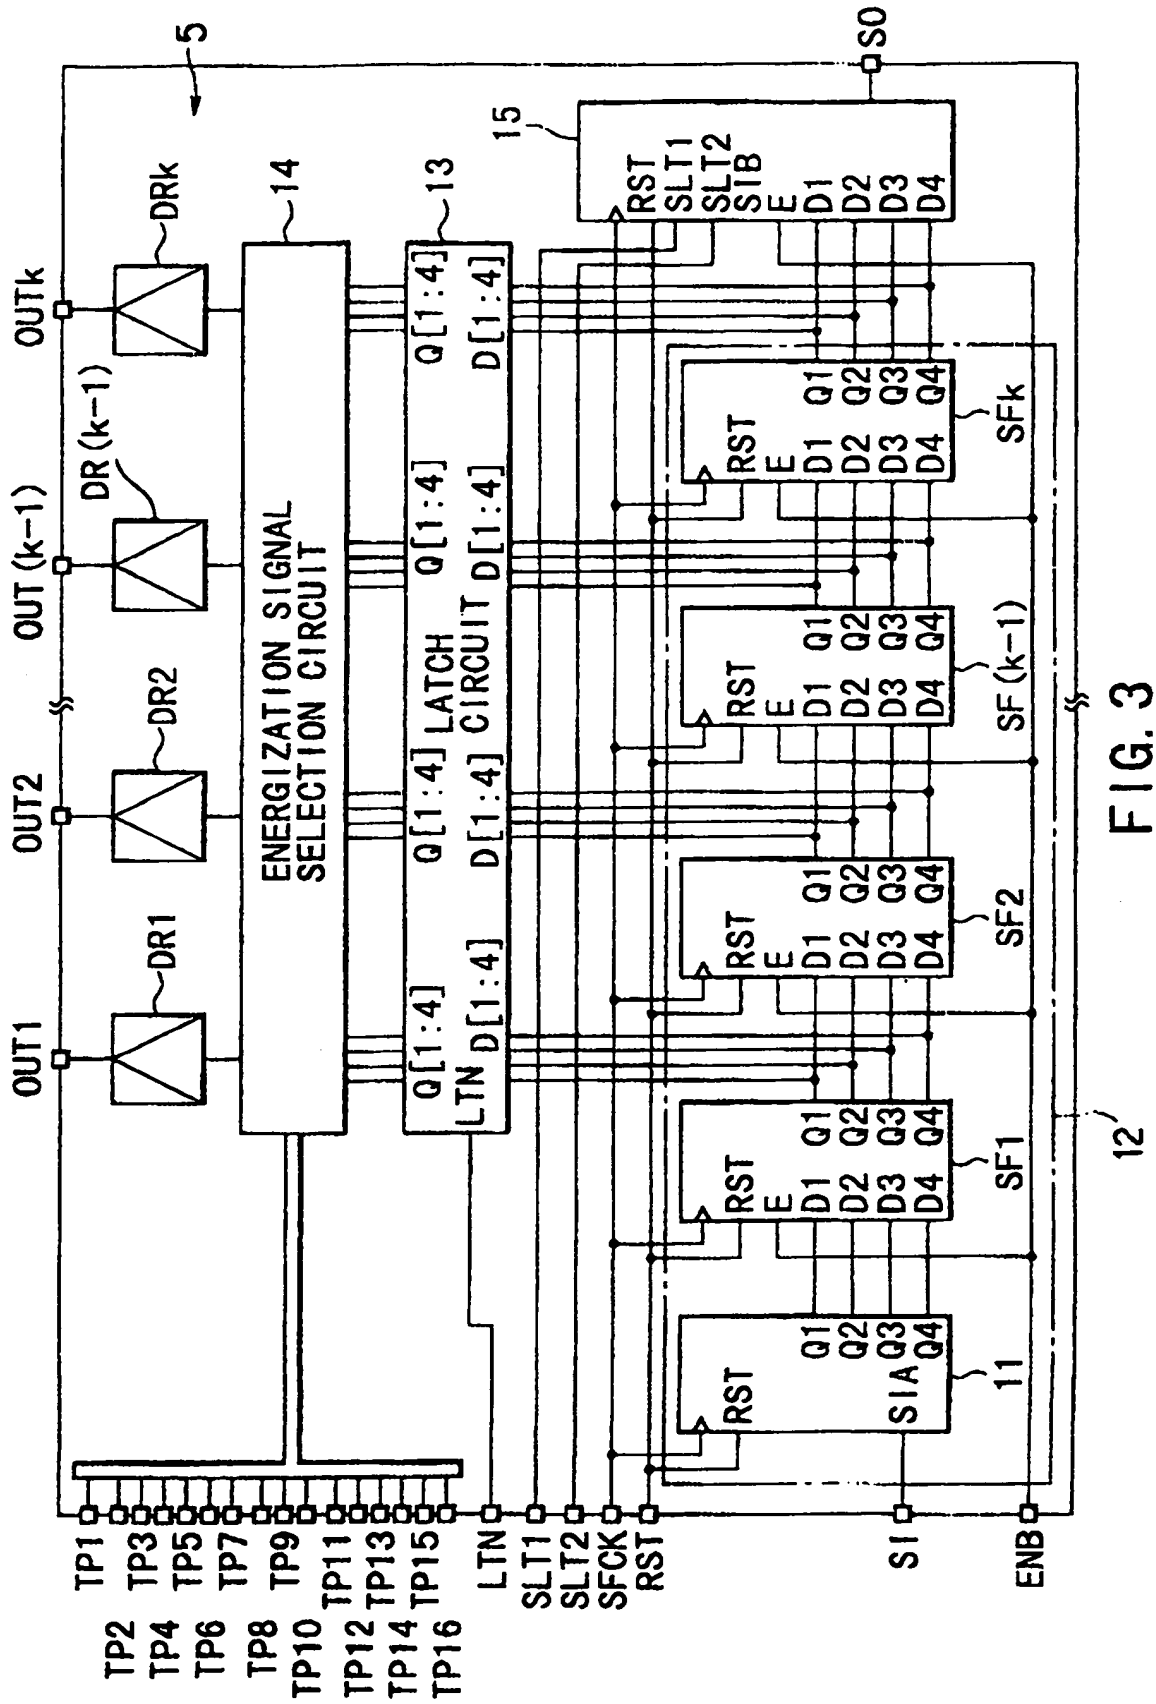 OUT1
OUT2
OUT (k-1)
OUTk
5
DR1
DR2
DR (k-1)
DRk
TP1
TP2
TP3
TP4
TP5
TP6
TP7
TP8
TP9
TP10
TP11
TP12
TP13
TP14
TP15
TP16
ENERGIZATION SIGNAL
SELECTION CIRCUIT
14
Q[1:4]
Q[1:4]
Q[1:4]
Q[1:4]
13
LATCH
CIRCUIT
LTN
D[1:4]
D[1:4]
D[1:4]
D[1:4]
LTN
SLT1
SLT2
SFCK
RST
SI
ENB
RST
SIA
Q1
Q2
Q3
Q4
11
RST
E
D1
D2
D3
D4
Q1
Q2
Q3
Q4
SF1
RST
E
D1
D2
D3
D4
Q1
Q2
Q3
Q4
SF2
RST
E
D1
D2
D3
D4
Q1
Q2
Q3
Q4
SF (k-1)
RST
E
D1
D2
D3
D4
Q1
Q2
Q3
Q4
SFk
15
RST
SLT1
SLT2
SIB
E
D1
D2
D3
D4
SO
12
FIG. 3